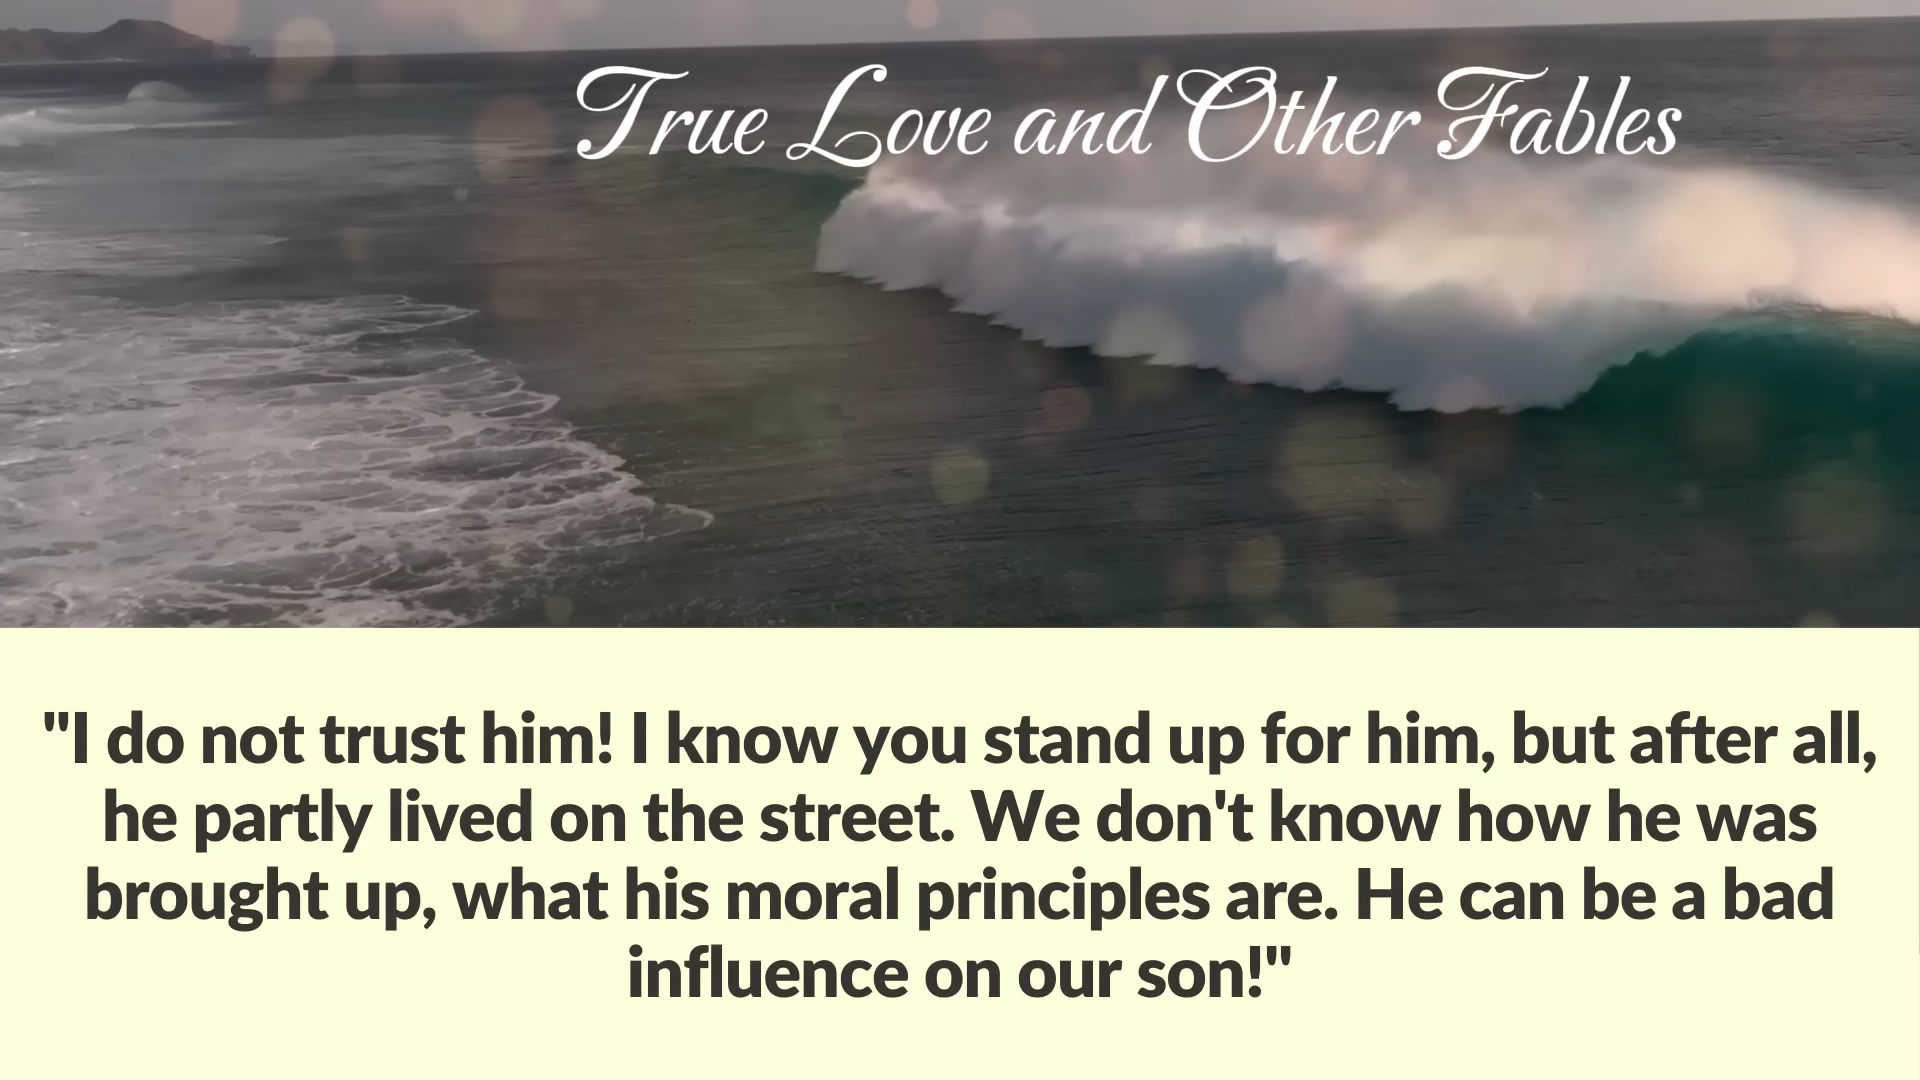 True Love and Other Fables
"I do not trust him! I know you stand up for him, but after all,
he partly lived on the street. We don't know how he was
brought up, what his moral principles are. He can be a bad
influence on our son!"